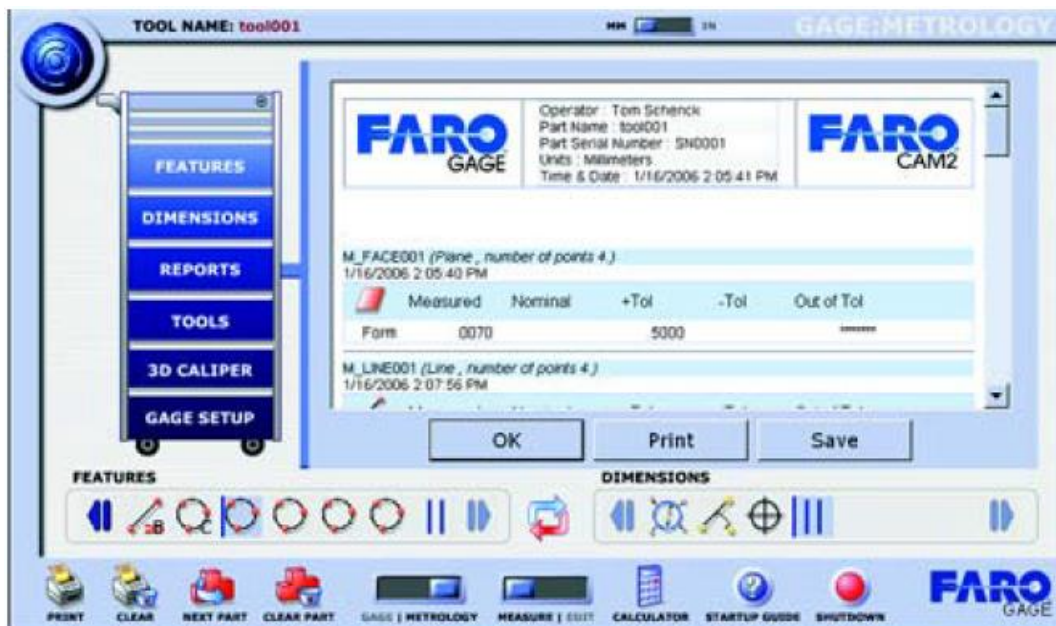 TOOL NAME: tool001
MM IN
GAGE:METROLOGY
FEATURES
DIMENSIONS
REPORTS
TOOLS
3D CALIPER
GAGE SETUP
FARO
GAGE
Operator : Tom Schenck
Part Name : tool001
Part Serial Number : SN0001
Units : Millimeters
Time & Date : 1/16/2006 2:05:41 PM
FARO
CAM2
M_FACE001 (Plane , number of points 4.)
1/16/2006 2:05:40 PM
Measured Nominal +Tol -Tol Out of Tol
Form .0070 .5000 *******
M_LINE001 (Line , number of points 4.)
1/16/2006 2:07:56 PM
OK Print Save
FEATURES
DIMENSIONS
B
C
PRINT
CLEAR
NEXT PART
CLEAR PART
GAGE | METROLOGY
MEASURE | EDIT
CALCULATOR
STARTUP GUIDE
SHUTDOWN
FARO
GAGE